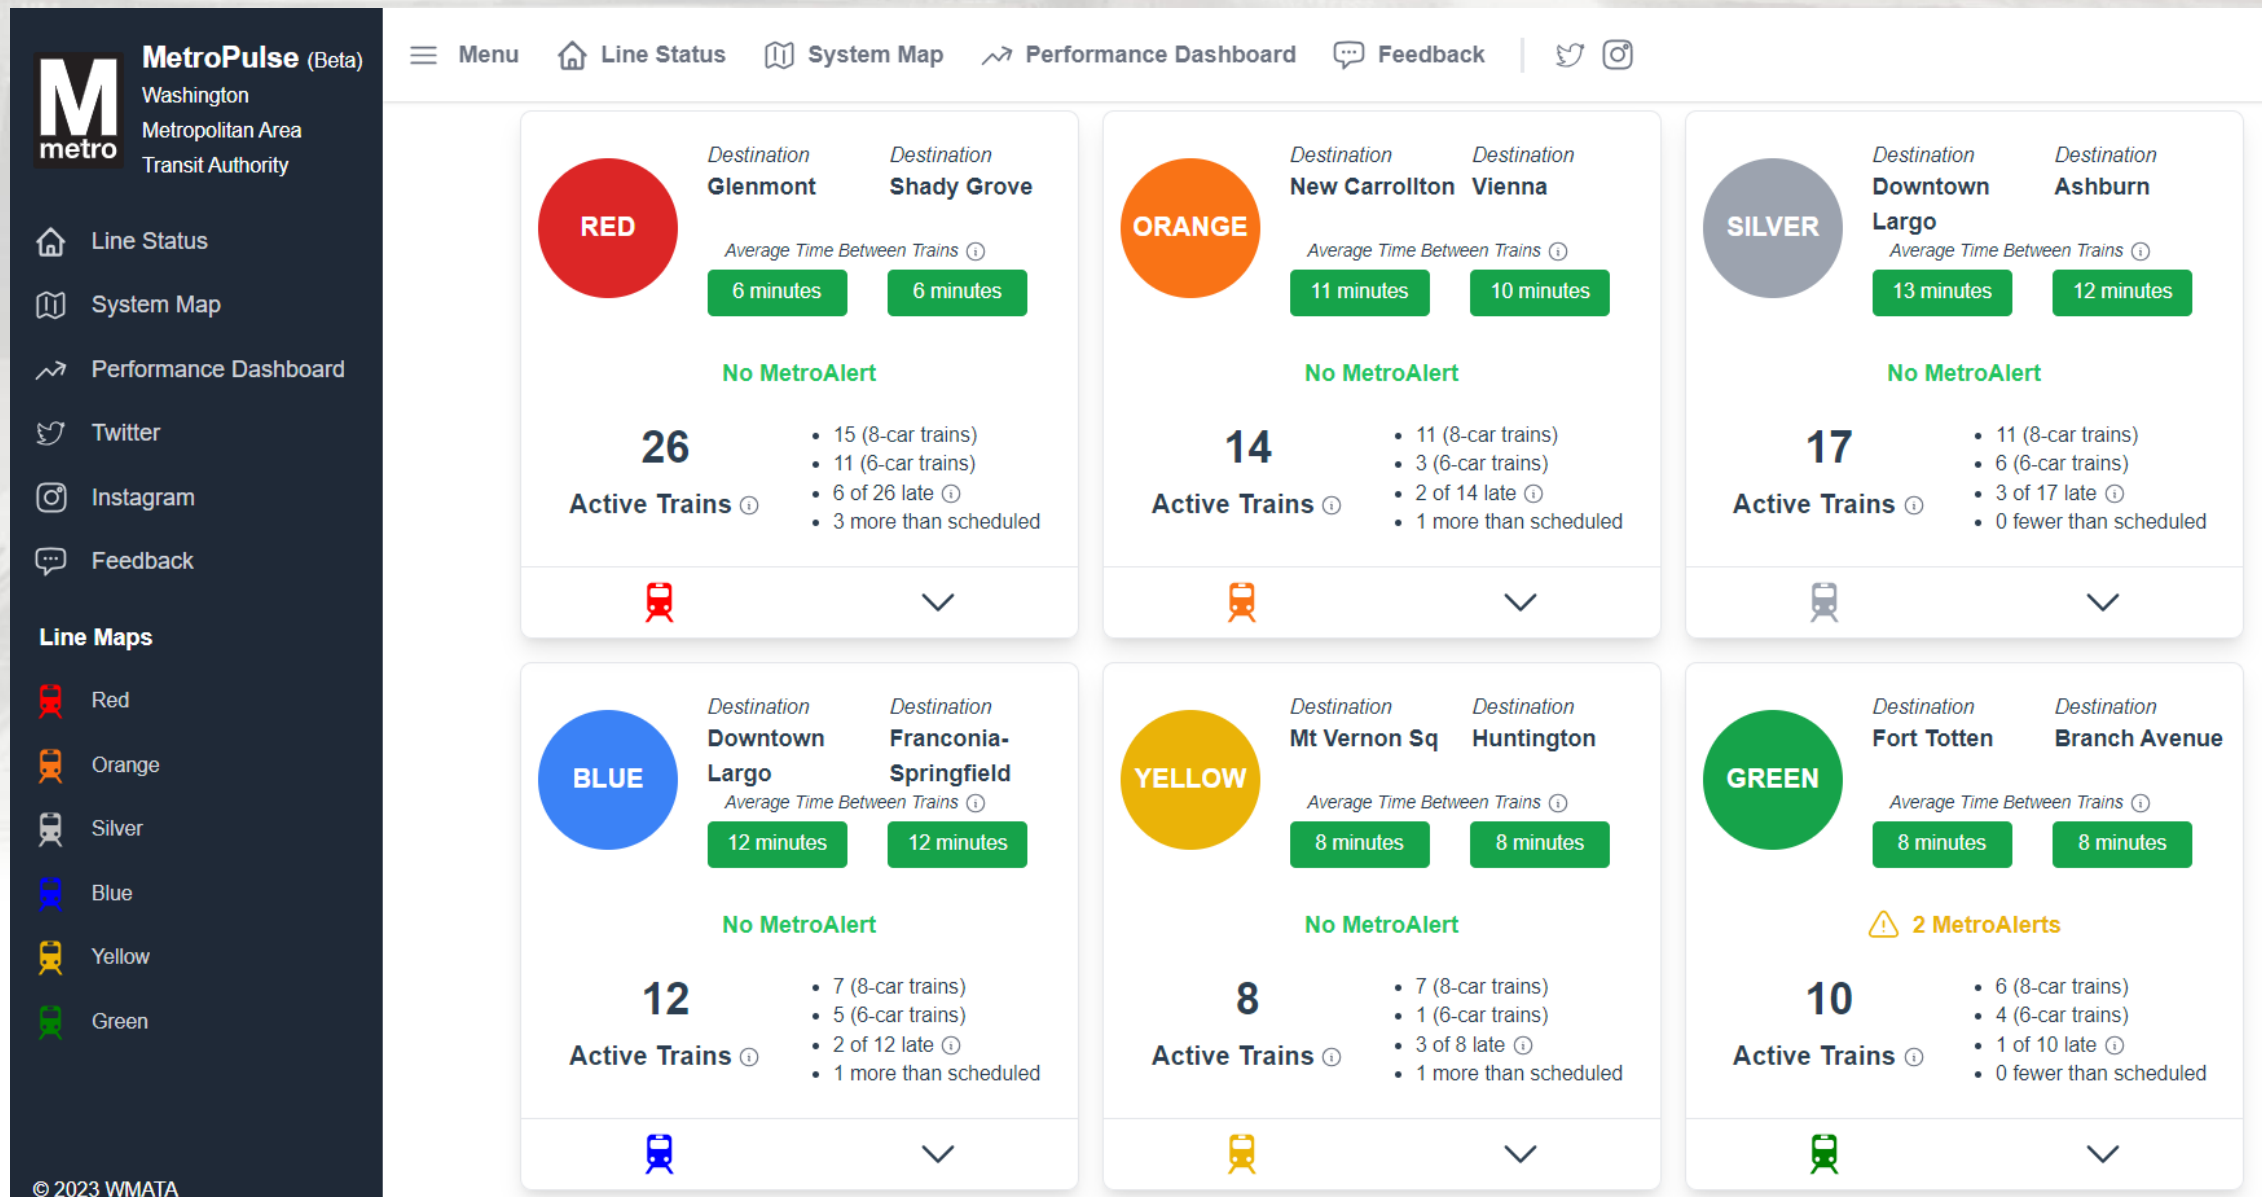 M
metro
MetroPulse (Beta)
Washington
Metropolitan Area
Transit Authority
Line Status
System Map
Performance Dashboard
Twitter
Instagram
Feedback
Line Maps
Red
Orange
Silver
Blue
Yellow
Green
© 2023 WMATA
Menu Line Status System Map Performance Dashboard Feedback
RED
Destination Destination
Glenmont Shady Grove
Average Time Between Trains
6 minutes 6 minutes
No MetroAlert
26
Active Trains
15 (8-car trains)
11 (6-car trains)
6 of 26 late
3 more than scheduled
ORANGE
Destination Destination
New Carrollton Vienna
Average Time Between Trains
11 minutes 10 minutes
No MetroAlert
14
Active Trains
11 (8-car trains)
3 (6-car trains)
2 of 14 late
1 more than scheduled
SILVER
Destination Destination
Downtown Ashburn
Largo
Average Time Between Trains
13 minutes 12 minutes
No MetroAlert
17
Active Trains
11 (8-car trains)
6 (6-car trains)
3 of 17 late
0 fewer than scheduled
BLUE
Destination Destination
Downtown Franconia-
Largo Springfield
Average Time Between Trains
12 minutes 12 minutes
No MetroAlert
12
Active Trains
7 (8-car trains)
5 (6-car trains)
2 of 12 late
1 more than scheduled
YELLOW
Destination Destination
Mt Vernon Sq Huntington
Average Time Between Trains
8 minutes 8 minutes
No MetroAlert
8
Active Trains
7 (8-car trains)
1 (6-car trains)
3 of 8 late
1 more than scheduled
GREEN
Destination Destination
Fort Totten Branch Avenue
Average Time Between Trains
8 minutes 8 minutes
2 MetroAlerts
10
Active Trains
6 (8-car trains)
4 (6-car trains)
1 of 10 late
0 fewer than scheduled